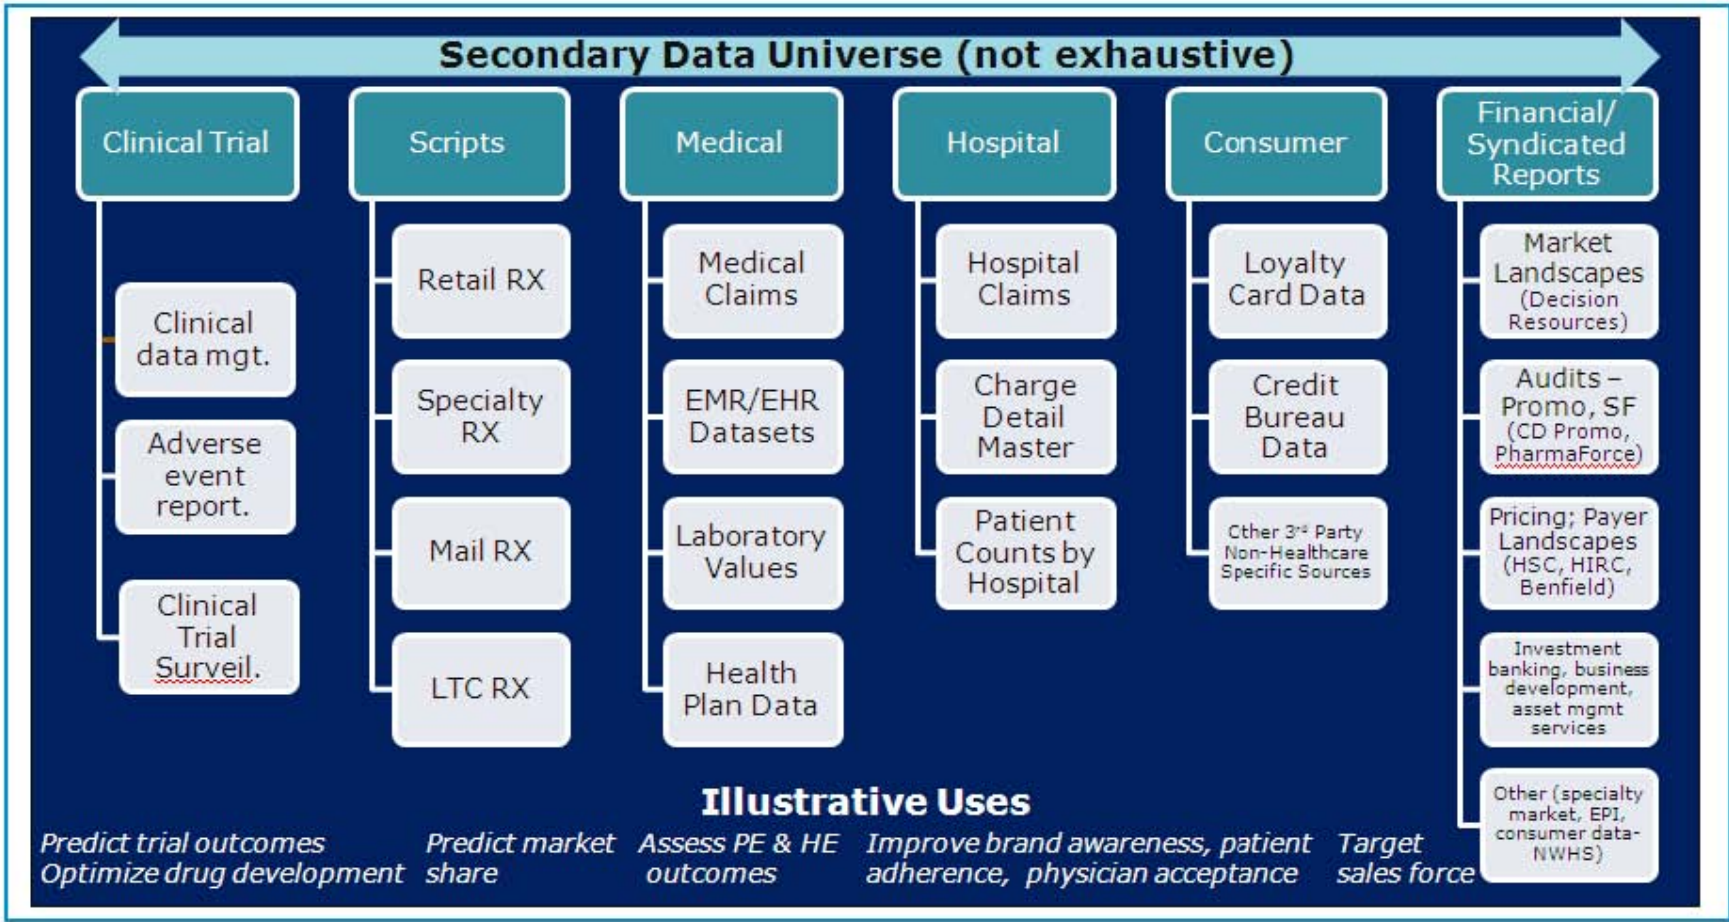 Secondary Data Universe (not exhaustive)
Clinical Trial
Clinical
data mgt.
Adverse
event
report.
Clinical
Trial
Surveil.
Scripts
Retail RX
Specialty
RX
Mail RX
LTC RX
Medical
Medical
Claims
EMR/EHR
Datasets
Laboratory
Values
Health
Plan Data
Hospital
Hospital
Claims
Charge
Detail
Master
Patient
Counts by
Hospital
Consumer
Loyalty
Card Data
Credit
Bureau
Data
Cther 3rd Party
Non-Healthcare
Specific Sources
Financial/
Syndicated
Reports
Market
Landscapes
(Decision
Resources)
Audits –
Promo, SF
(CD Promo,
PharmaForce)
Pricing; Payer
Landscapes
(HSC, HIRC,
Benfield)
Investment
banking, business
development,
asset mgmt
services
Other (specialty
market, EPI,
consumer data-
NWHS)
Illustrative Uses
Predict trial outcomes
Optimize drug development
Predict market
share
Assess PE & HE
outcomes
Improve brand awareness, patient
adherence, physician acceptance
Target
sales force